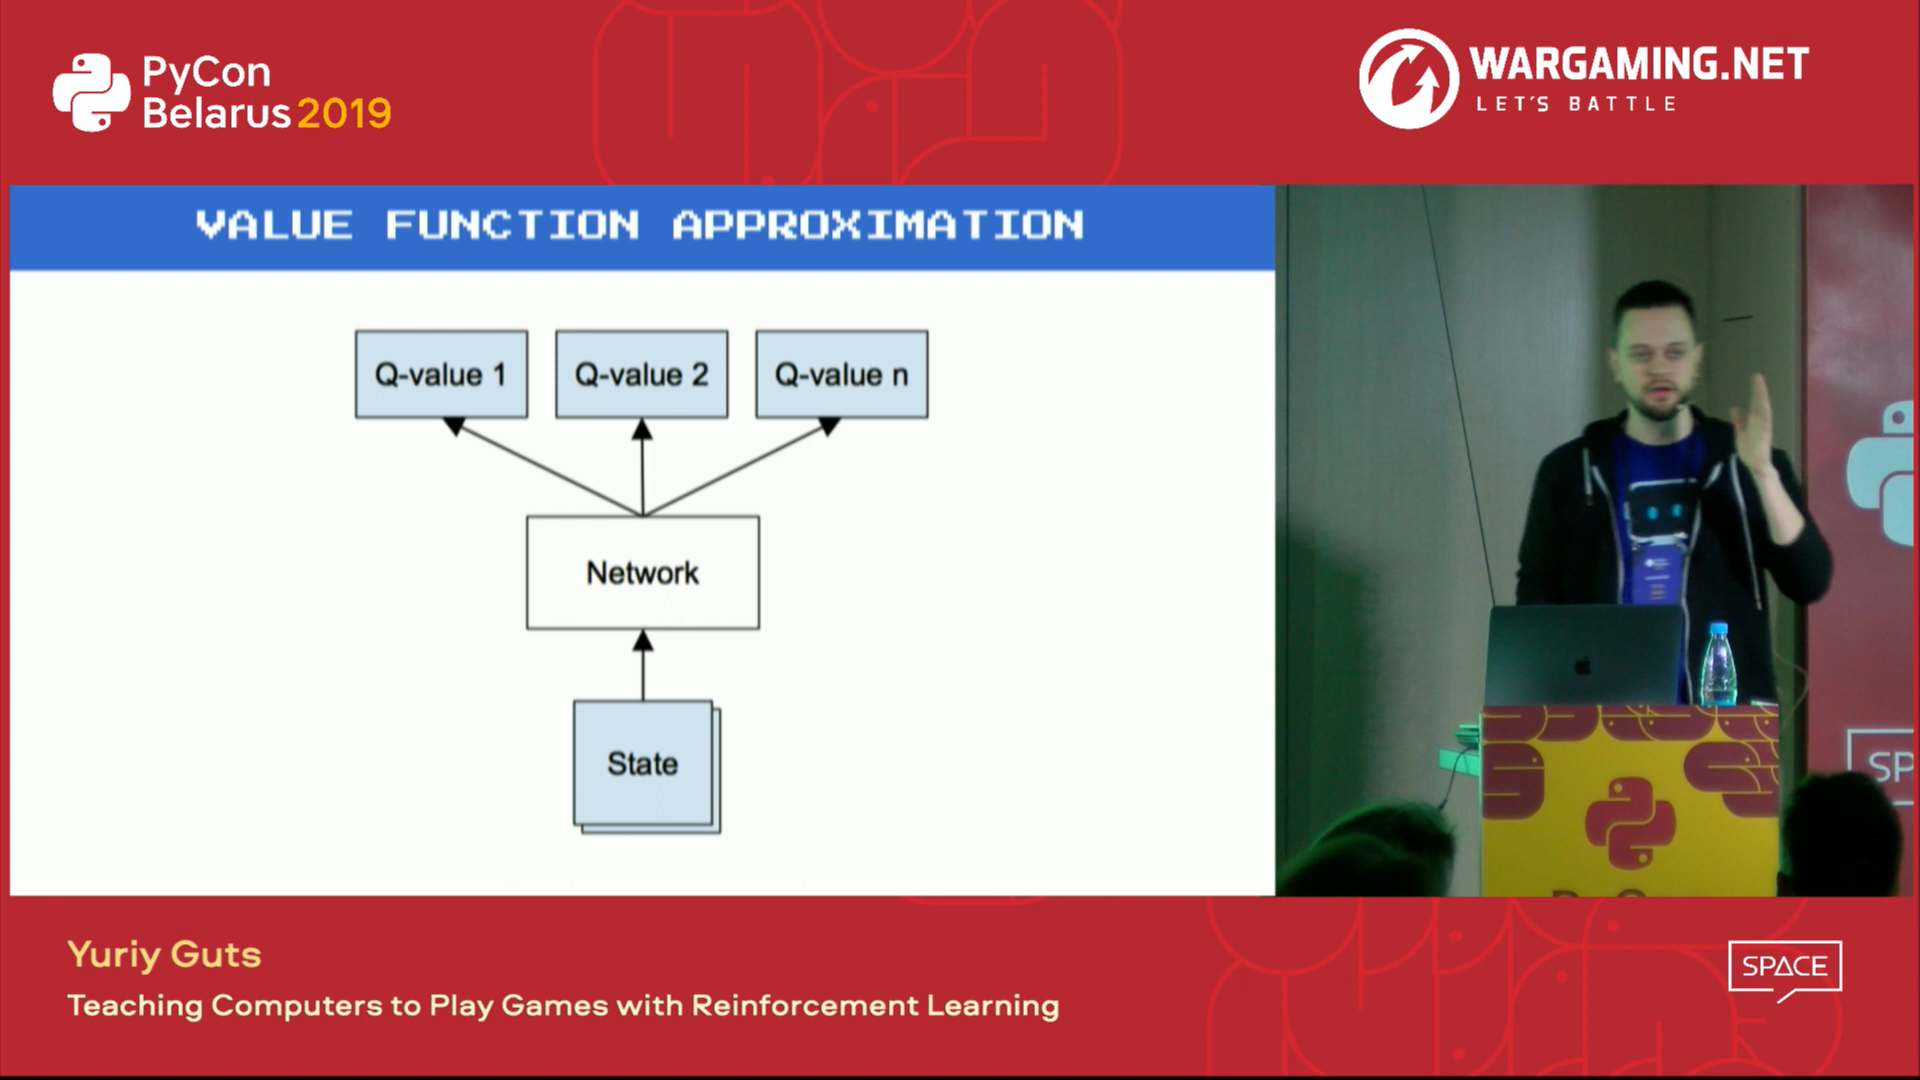 PyCon
Belarus 2019
WARGAMING.NET
LET'S BATTLE
VALUE FUNCTION APPROXIMATION
Q-value 1
Q-value 2
Q-value n
Network
State
SP
Yuriy Guts
Teaching Computers to Play Games with Reinforcement Learning
SPACE